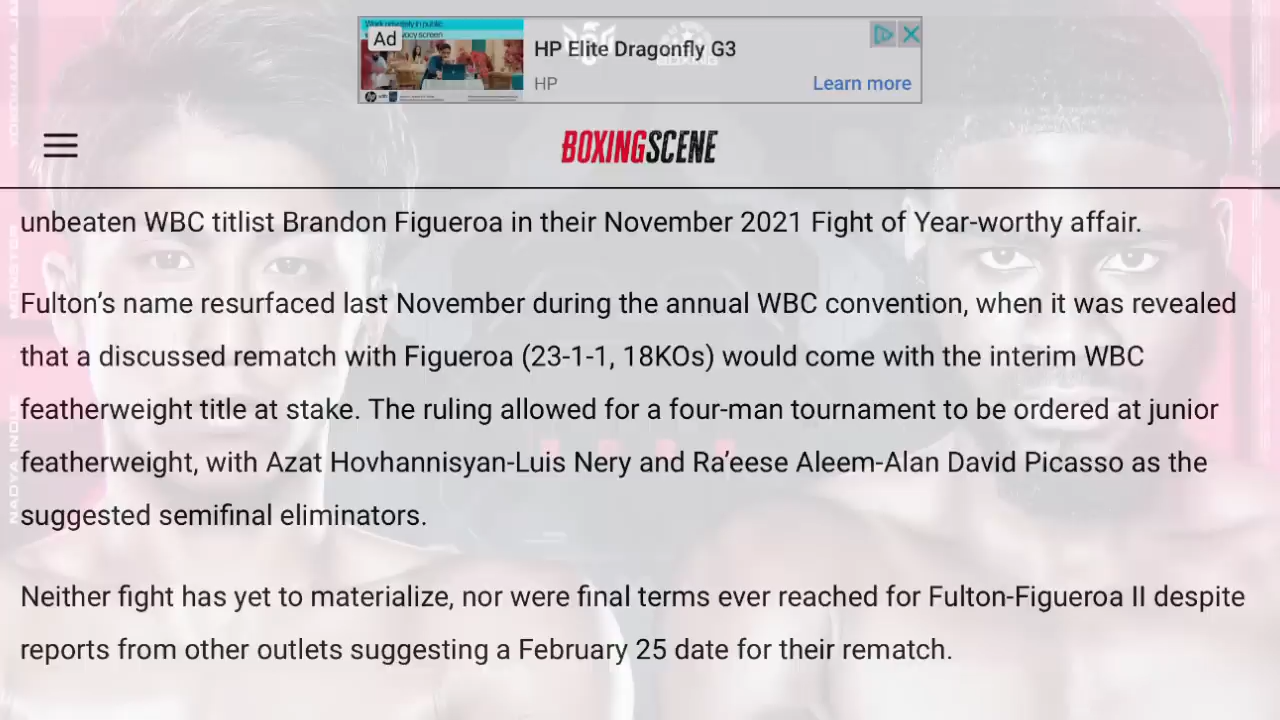 Work privately in public.
Ad
HP Elite Dragonfly G3
HP
Learn more
BOXINGSCENE
unbeaten WBC titlist Brandon Figueroa in their November 2021 Fight of Year-worthy affair.
Fulton’s name resurfaced last November during the annual WBC convention, when it was revealed
that a discussed rematch with Figueroa (23-1-1, 18KOs) would come with the interim WBC
featherweight title at stake. The ruling allowed for a four-man tournament to be ordered at junior
featherweight, with Azat Hovhannisyan-Luis Nery and Ra’eese Aleem-Alan David Picasso as the
suggested semifinal eliminators.
Neither fight has yet to materialize, nor were final terms ever reached for Fulton-Figueroa II despite
reports from other outlets suggesting a February 25 date for their rematch.
MONSTER